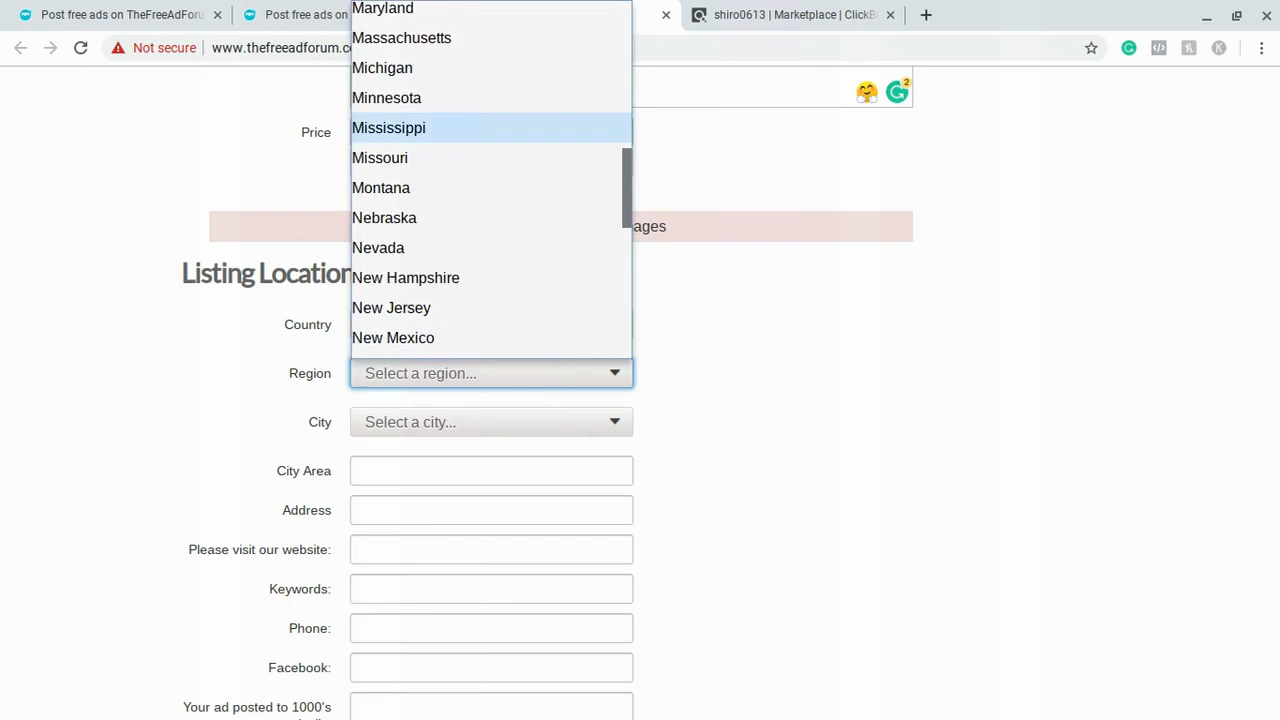 Post free ads on TheFreeAdForu
Post free ads on
shiro0613 | Marketplace | ClickB
Not secure
www.thefreeadforum.c
Maryland
Massachusetts
Michigan
Minnesota
Mississippi
Missouri
Montana
Nebraska
Nevada
New Hampshire
New Jersey
New Mexico
2
Price
ages
Listing Location
Country
Region
Select a region...
City
Select a city...
City Area
Address
Please visit our website:
Keywords:
Phone:
Facebook:
Your ad posted to 1000's